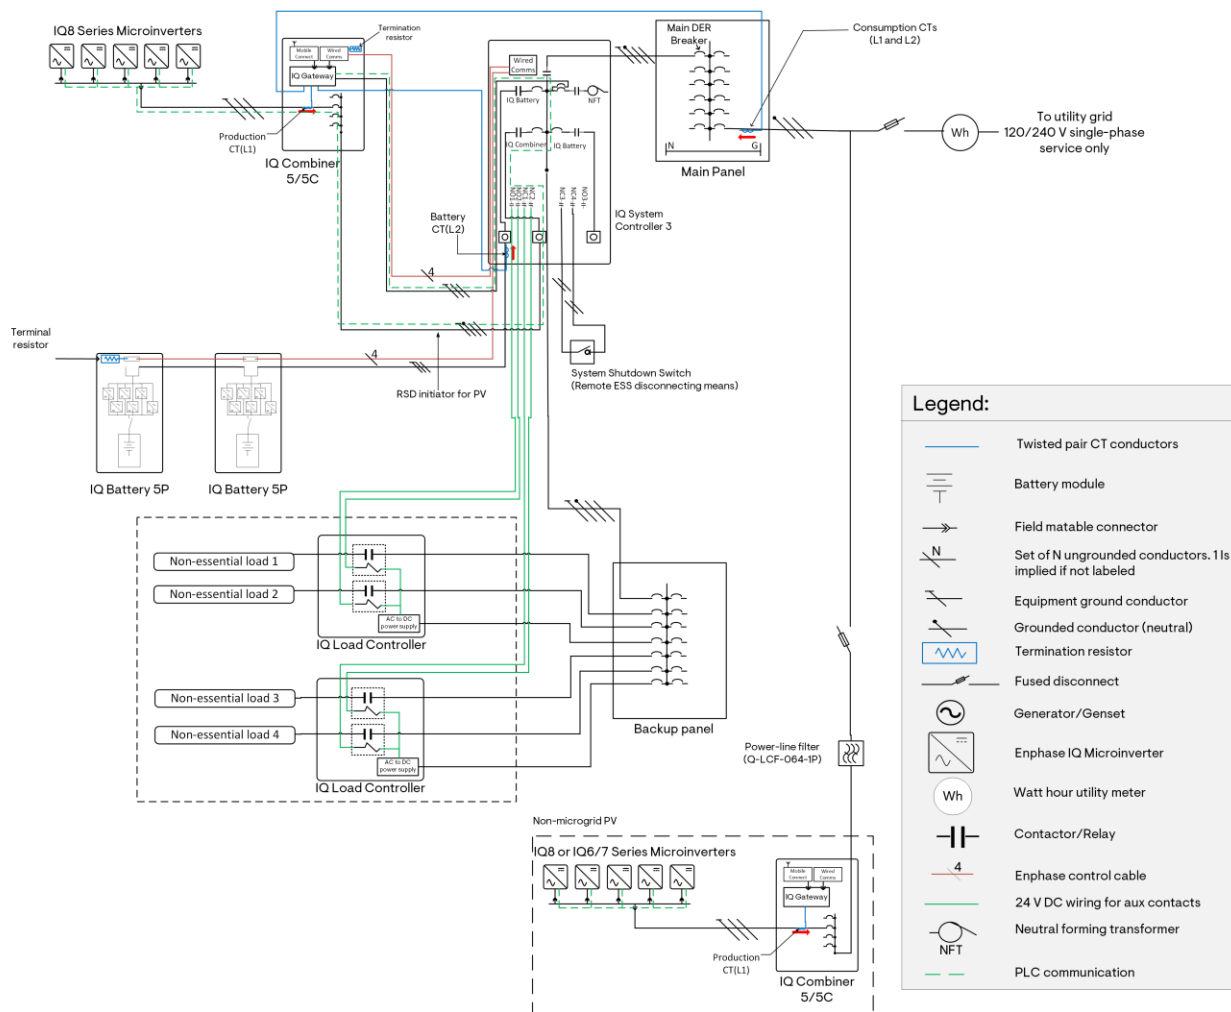 IQ8 Series Microinverters
Termination
resistor
Mobile
Connect
Wired
Comms
IQ Gateway
Production
CT(L1)
IQ Combiner
5/5C
Wired
Comms
IQ Battery
NFT
IQ Combiner
IQ Battery
NO1
NO2
NC1
NC2
NC3
NC4
NO3
Battery
CT(L2)
IQ System
Controller 3
Main DER
Breaker
N
G
Main Panel
Consumption CTs
(L1 and L2)
Wh
To utility grid
120/240 V single-phase
service only
4
Terminal
resistor
4
RSD initiator for PV
System Shutdown Switch
(Remote ESS disconnecting means)
IQ Battery 5P
IQ Battery 5P
Non-essential load 1
Non-essential load 2
AC to DC
power supply
IQ Load Controller
Non-essential load 3
Non-essential load 4
AC to DC
power supply
IQ Load Controller
Backup panel
Power-line filter
(Q-LCF-064-1P)
Non-microgrid PV
IQ8 or IQ6/7 Series Microinverters
Mobile
Connect
Wired
Comms
IQ Gateway
Production
CT(L1)
IQ Combiner
5/5C
Legend:
Twisted pair CT conductors
Battery module
Field matable connector
N
Set of N ungrounded conductors. 1 Is
implied if not labeled
Equipment ground conductor
Grounded conductor (neutral)
Termination resistor
Fused disconnect
Generator/Genset
Enphase IQ Microinverter
Wh
Watt hour utility meter
Contactor/Relay
4
Enphase control cable
24 V DC wiring for aux contacts
NFT
Neutral forming transformer
PLC communication